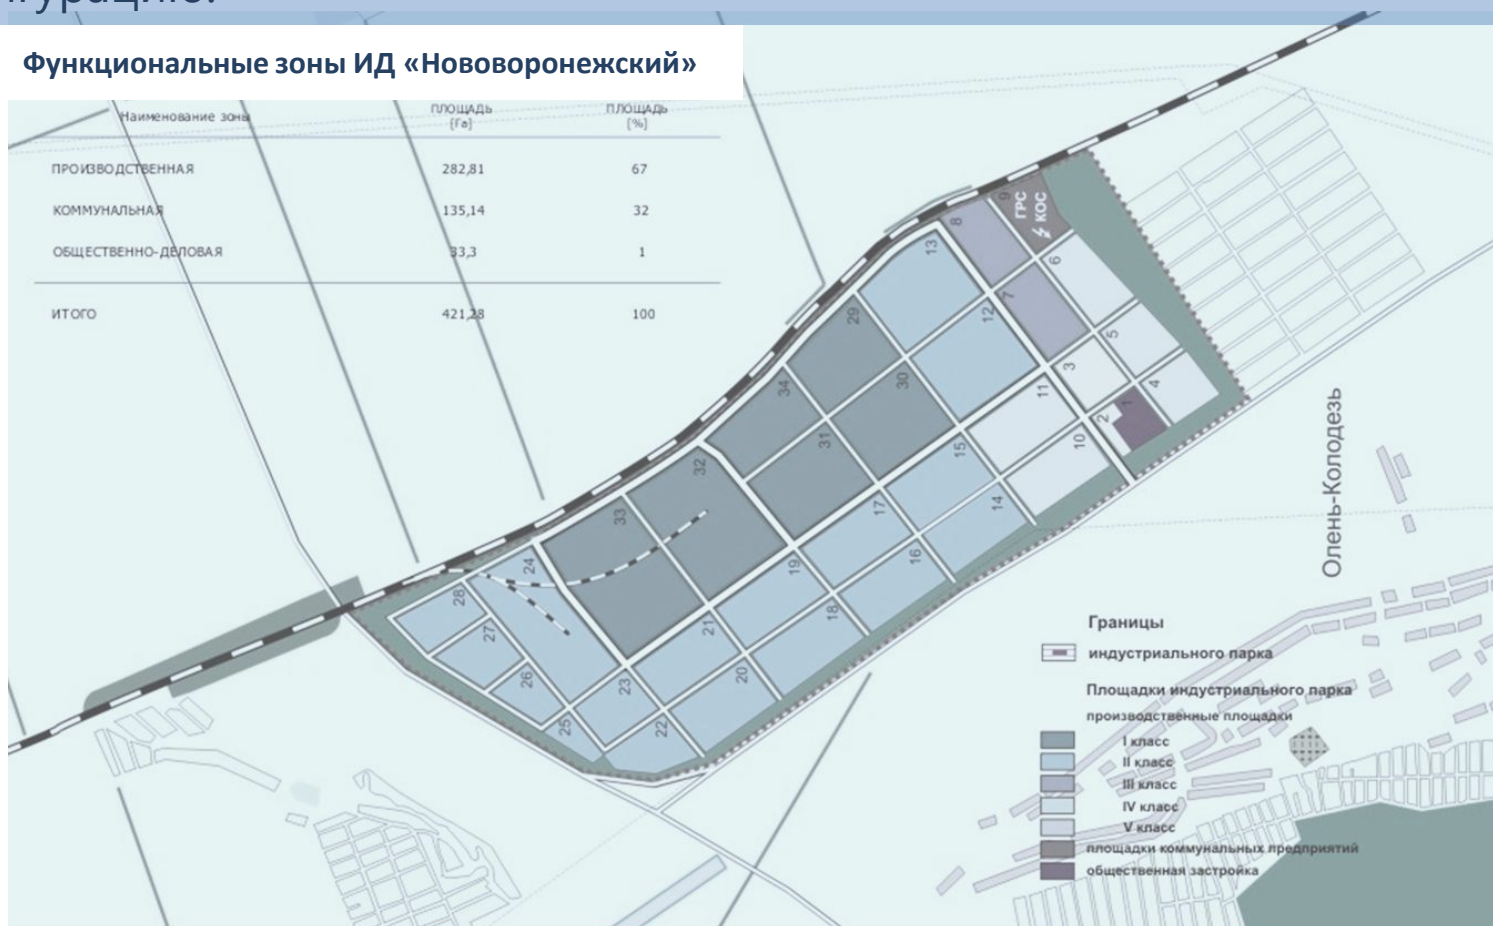 Функциональные зоны ИД «Нововоронежский»
Наименование зоны ПЛОЩАДЬ [Га] ПЛОЩАДЬ [%]
ПРОИЗВОДСТВЕННАЯ 282,81 67
КОММУНАЛЬНАЯ 135,14 32
ОБЩЕСТВЕННО-ДЕЛОВАЯ 33,3 1
ИТОГО 421,28 100
9
ГРС
КОС
8
13
6
7
12
5
29
3
4
30
34
11
1
2
31
10
15
32
17
14
33
16
24
19
28
18
21
27
20
26
23
22
25
Олень-Колодезь
Границы
индустриального парка
Площадки индустриального парка
производственные площадки
I класс
II класс
III класс
IV класс
V класс
площадки коммунальных предприятий
общественная застройка